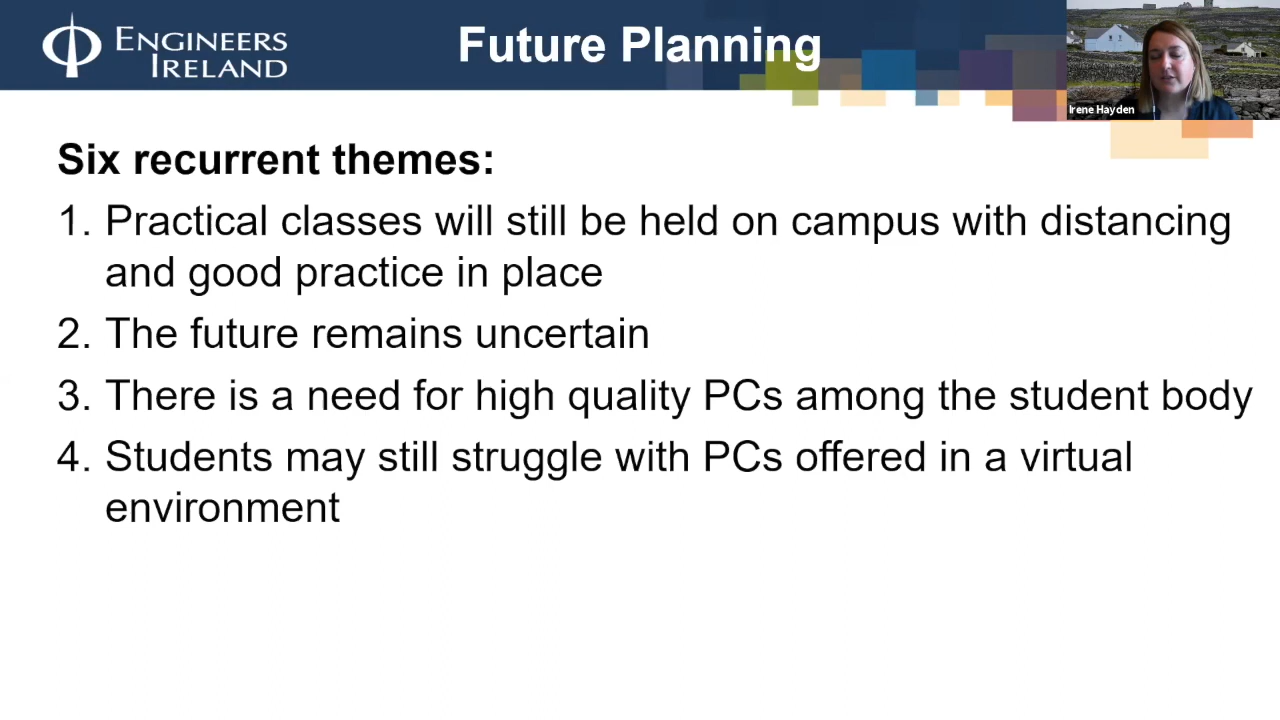 ENGINEERS
IRELAND
Future Planning
Irene Hayden
Six recurrent themes:
1. Practical classes will still be held on campus with distancing
and good practice in place
2. The future remains uncertain
3. There is a need for high quality PCs among the student body
4. Students may still struggle with PCs offered in a virtual
environment